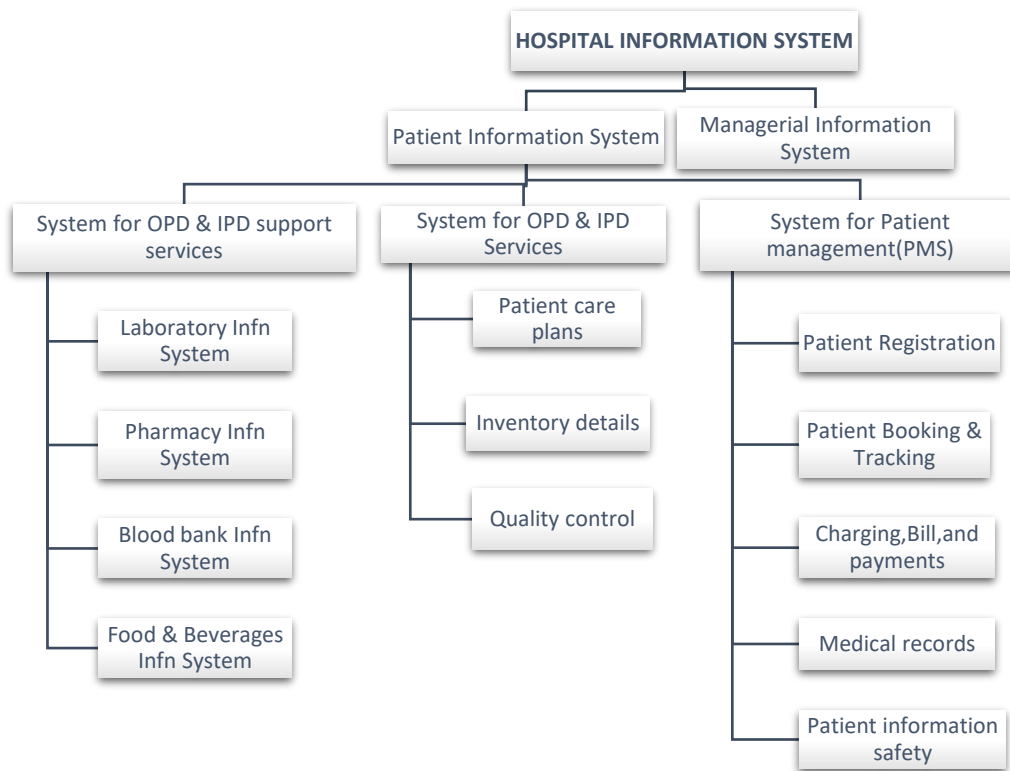 HOSPITAL INFORMATION SYSTEM
Patient Information System
Managerial Information
System
System for OPD & IPD support
services
System for OPD & IPD
Services
System for Patient
management(PMS)
Laboratory Infn
System
Pharmacy Infn
System
Blood bank Infn
System
Food & Beverages
Infn System
Patient care
plans
Inventory details
Quality control
Patient Registration
Patient Booking &
Tracking
Charging,Bill,and
payments
Medical records
Patient information
safety